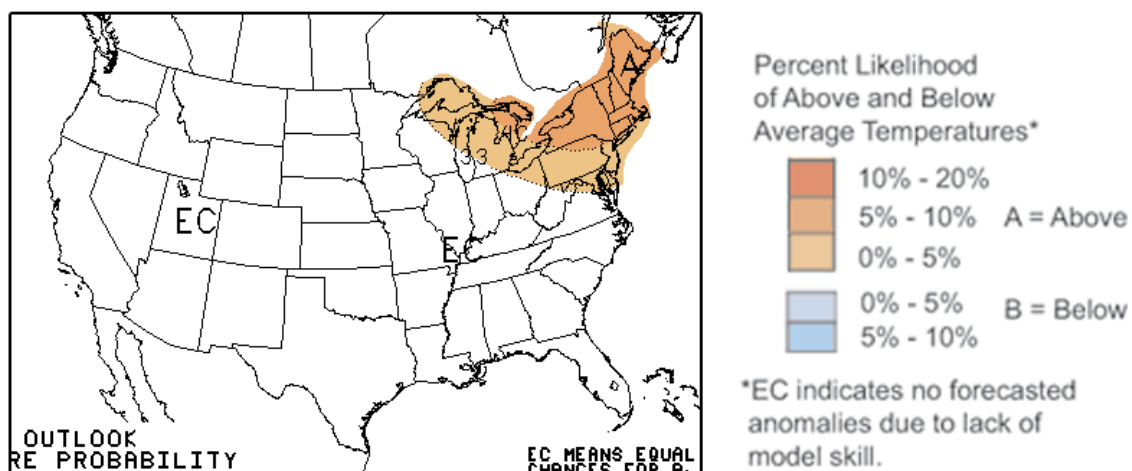 A
A
EC
E
OUTLOOK
RE PROBABILITY
EC MEANS EQUAL
CHANCES FOR A,
Percent Likelihood
of Above and Below
Average Temperatures*
10% - 20%
5% - 10% A = Above
0% - 5%
0% - 5% B = Below
5% - 10%
*EC indicates no forecasted
anomalies due to lack of
model skill.